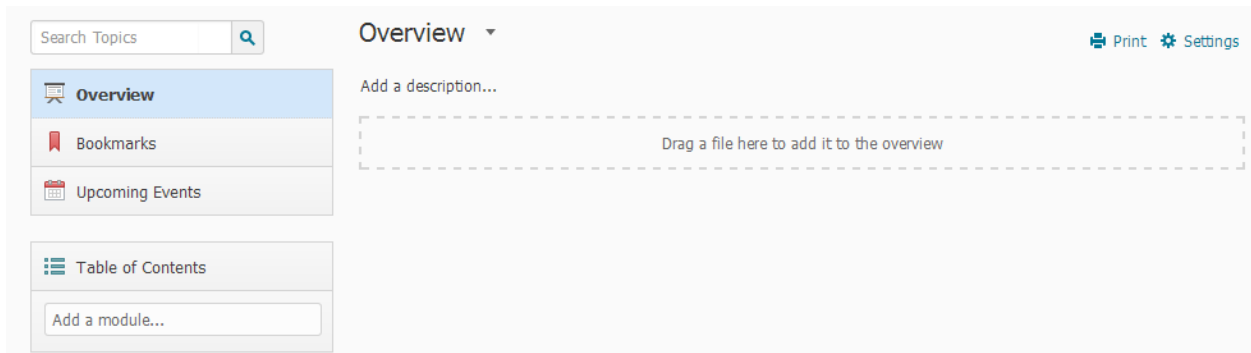 Search Topics
Overview
Bookmarks
Upcoming Events
Table of Contents
Add a module...
Overview
Print
Settings
Add a description...
Drag a file here to add it to the overview